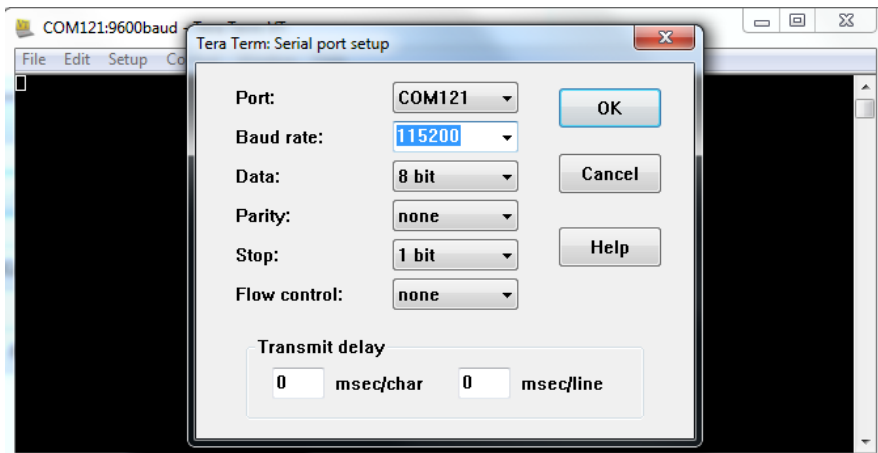 COM121:9600baud -
Tera Term: Serial port setup
File Edit Setup Co
Port: COM121
OK
Baud rate: 115200
Data: 8 bit
Cancel
Parity: none
Stop: 1 bit
Help
Flow control: none
Transmit delay
0 msec/char 0 msec/line